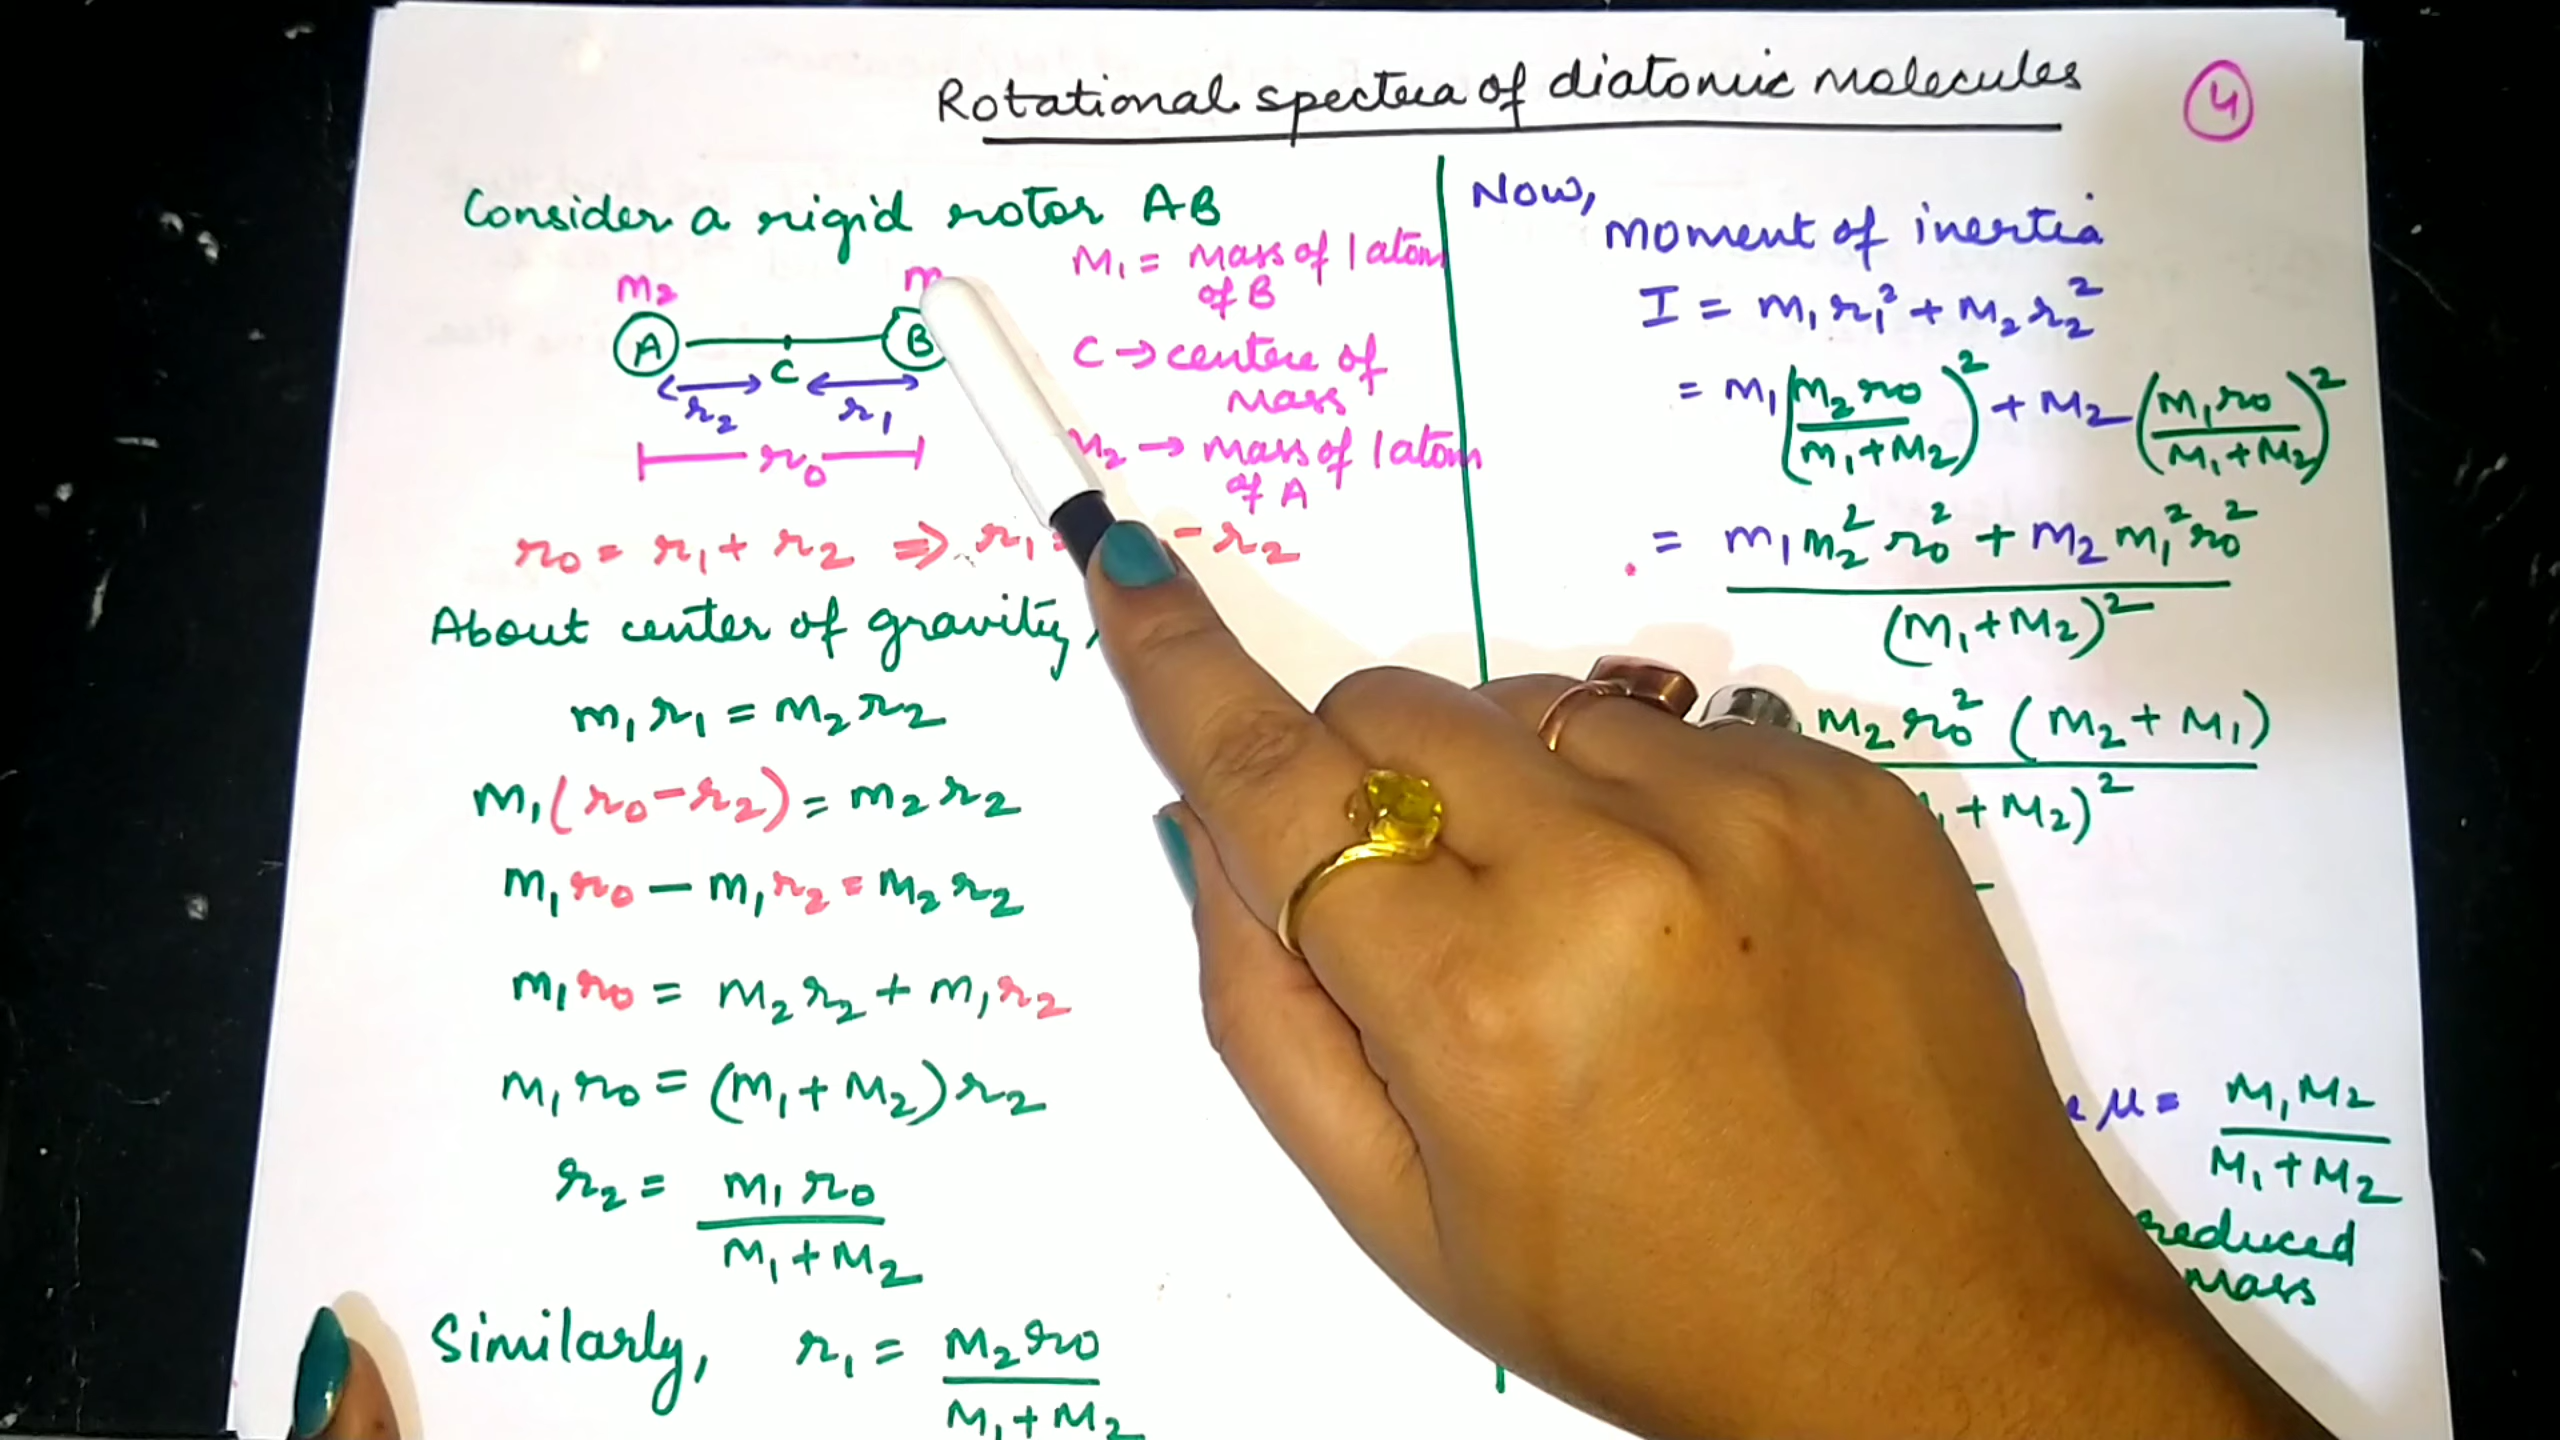 Rotational spectra of diatomic molecules
4
Consider a rigid rotor AB
m₂ m
A B
C
r₂ r₁
r₀
M₁ = mass of 1 atom
of B
C → centre of
mass
M₂ → mass of 1 atom
of A
r₀ = r₁ + r₂ ⇒ r₁ = - r₂
About center of gravity,
m₁r₁ = m₂r₂
m₁(r₀ - r₂) = m₂r₂
m₁r₀ - m₁r₂ = m₂r₂
m₁r₀ = m₂r₂ + m₁r₂
m₁r₀ = (m₁ + m₂)r₂
r₂ = m₁r₀
m₁ + m₂
Similarly, r₁ = m₂r₀
m₁ + m₂
Now,
moment of inertia
I = m₁r₁² + m₂r₂²
= m₁(m₂r₀ / m₁+m₂)² + m₂(m₁r₀ / m₁+m₂)²
= m₁m₂²r₀² + m₂m₁²r₀²
(m₁+m₂)²
m₂r₀² (m₂ + m₁)
+ m₂)²
μ = m₁m₂
m₁ + m₂
reduced
mass